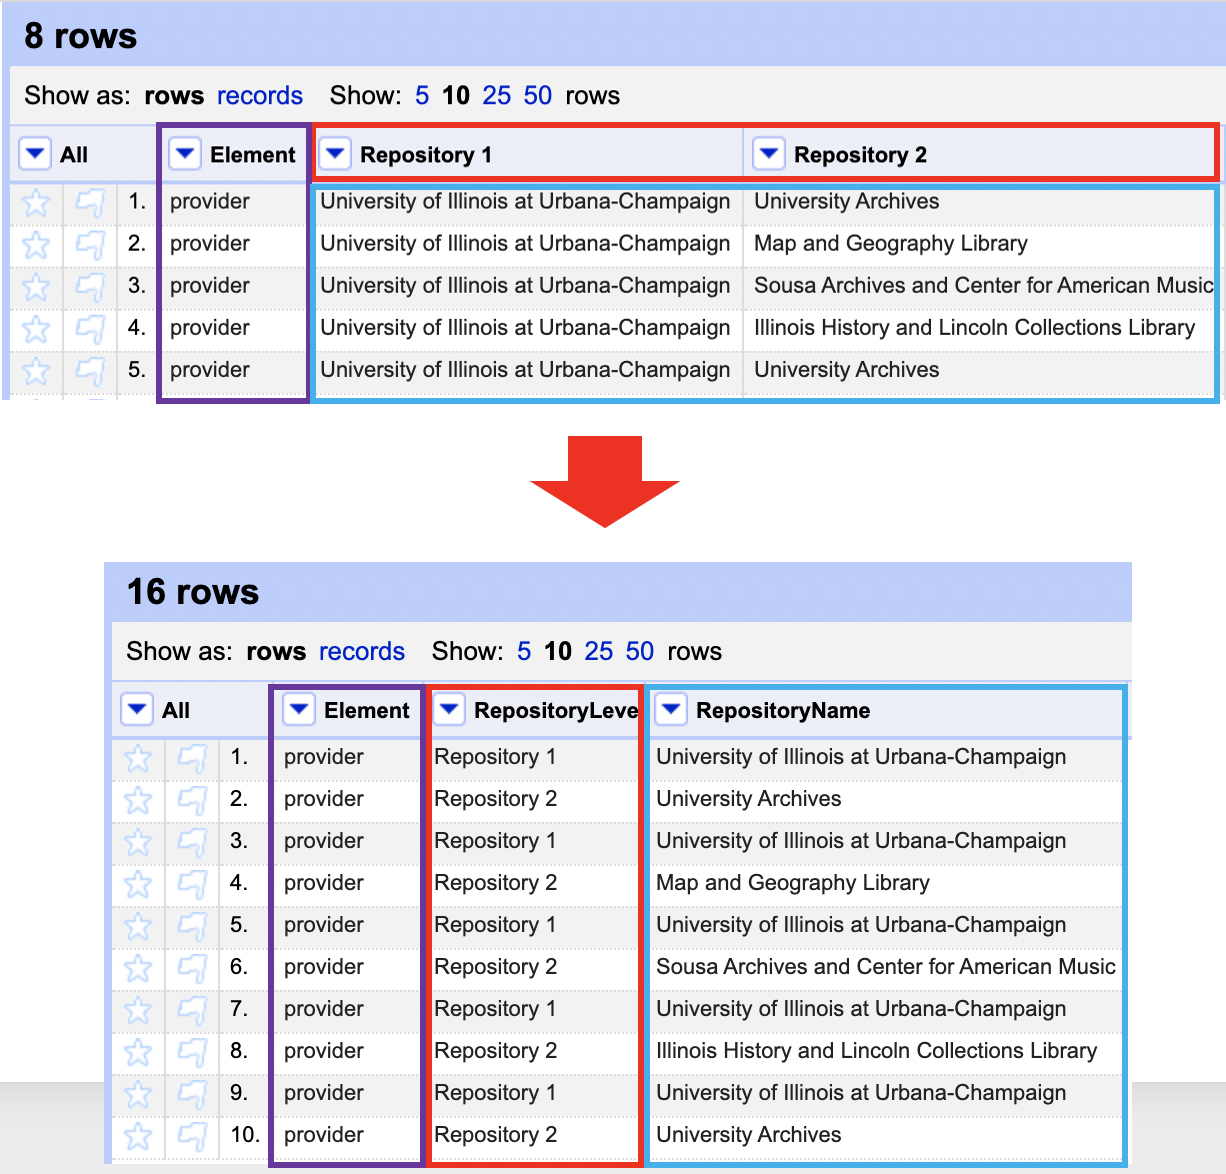 8 rows
Show as: rows records Show: 5 10 25 50 rows
All Element Repository 1 Repository 2
1. provider University of Illinois at Urbana-Champaign University Archives
2. provider University of Illinois at Urbana-Champaign Map and Geography Library
3. provider University of Illinois at Urbana-Champaign Sousa Archives and Center for American Music
4. provider University of Illinois at Urbana-Champaign Illinois History and Lincoln Collections Library
5. provider University of Illinois at Urbana-Champaign University Archives
16 rows
Show as: rows records Show: 5 10 25 50 rows
All Element RepositoryLeve RepositoryName
1. provider Repository 1 University of Illinois at Urbana-Champaign
2. provider Repository 2 University Archives
3. provider Repository 1 University of Illinois at Urbana-Champaign
4. provider Repository 2 Map and Geography Library
5. provider Repository 1 University of Illinois at Urbana-Champaign
6. provider Repository 2 Sousa Archives and Center for American Music
7. provider Repository 1 University of Illinois at Urbana-Champaign
8. provider Repository 2 Illinois History and Lincoln Collections Library
9. provider Repository 1 University of Illinois at Urbana-Champaign
10. provider Repository 2 University Archives